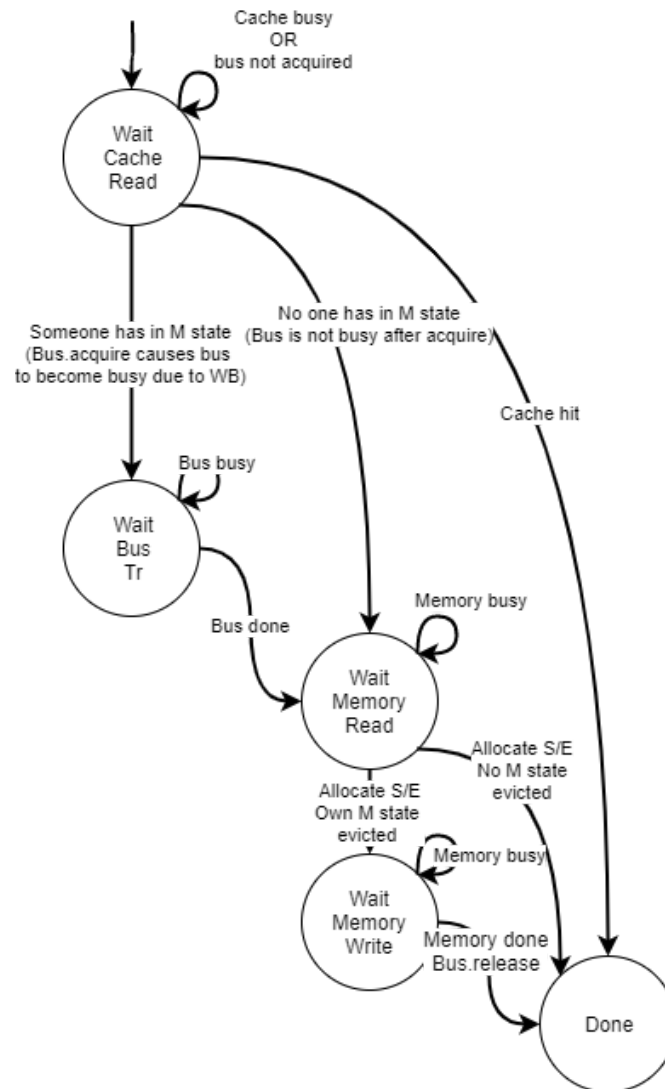 Cache busy
OR
bus not acquired
Wait
Cache
Read
Someone has in M state
(Bus.acquire causes bus
to become busy due to WB)
No one has in M state
(Bus is not busy after acquire)
Cache hit
Bus busy
Wait
Bus
Tr
Bus done
Memory busy
Wait
Memory
Read
Allocate S/E
No M state
evicted
Allocate S/E
Own M state
evicted
Memory busy
Wait
Memory
Write
Memory done
Bus.release
Done